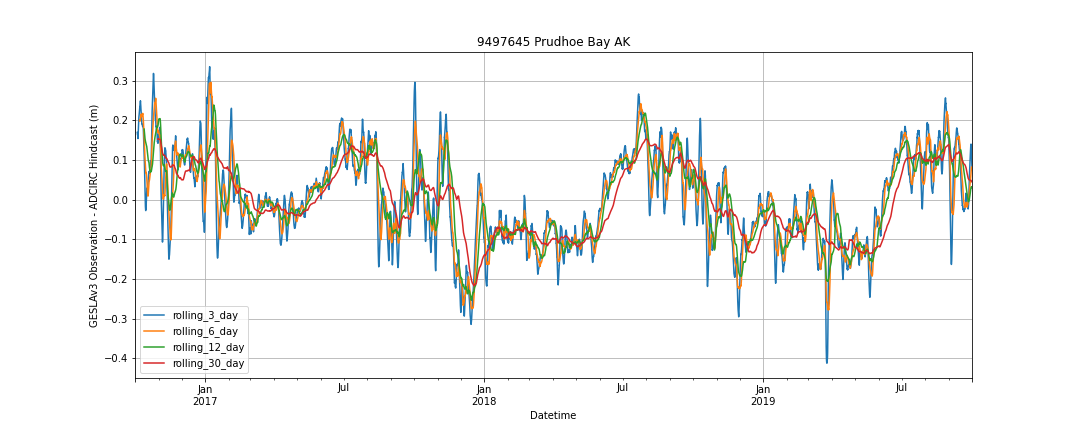 9497645 Prudhoe Bay AK
GESLAv3 Observation - ADCIRC Hindcast (m)
0.3
0.2
0.1
0.0
−0.1
−0.2
−0.3
−0.4
rolling_3_day
rolling_6_day
rolling_12_day
rolling_30_day
Jan Jul Jan Jul Jan Jul
2017 2018 2019
Datetime